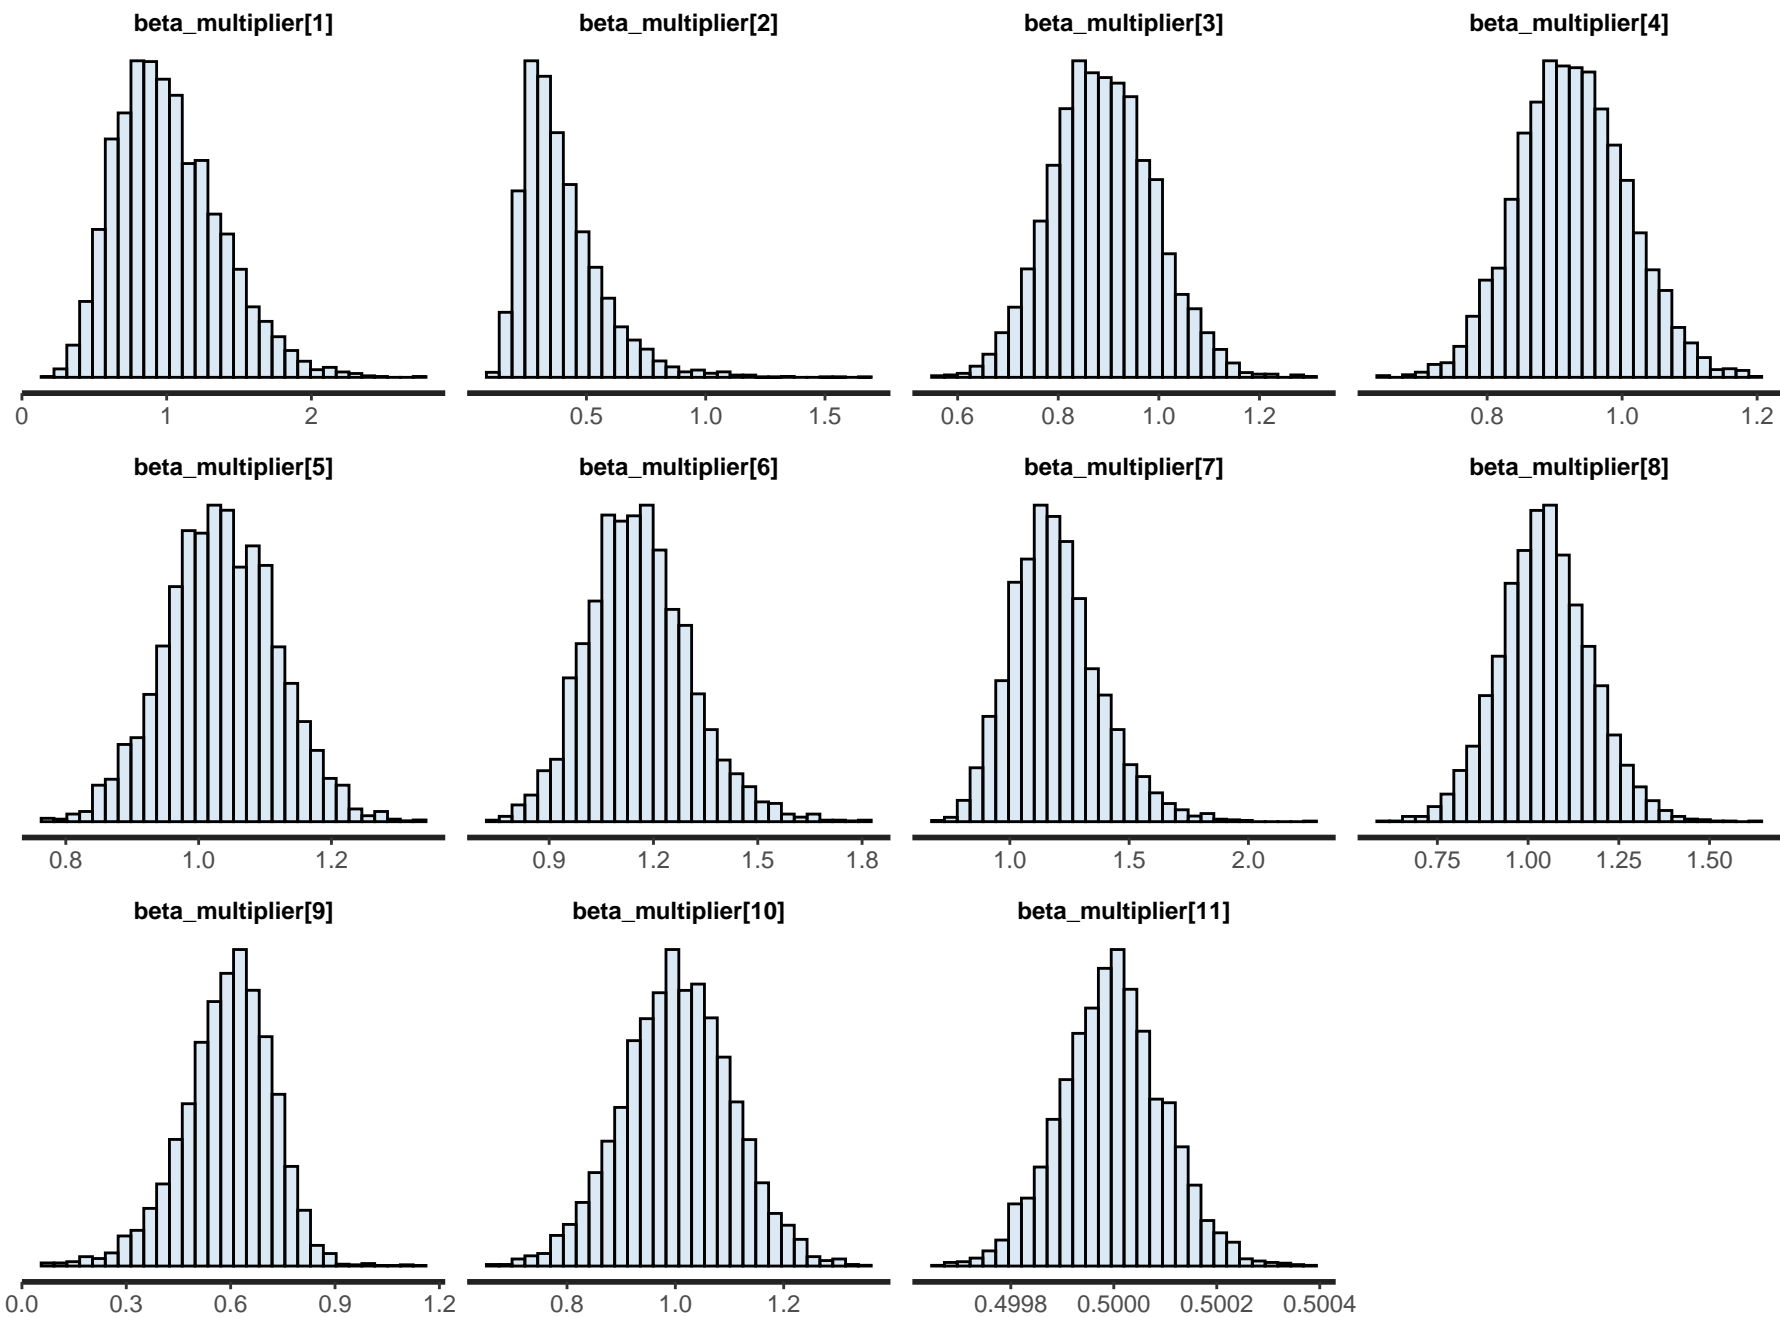 beta_multiplier[1] beta_multiplier[2] beta_multiplier[3] beta_multiplier[4]
0 1 2 0.5 1.0 1.5 0.6 0.8 1.0 1.2 0.8 1.0 1.2
beta_multiplier[5] beta_multiplier[6] beta_multiplier[7] beta_multiplier[8]
0.8 1.0 1.2 0.9 1.2 1.5 1.8 1.0 1.5 2.0 0.75 1.00 1.25 1.50
beta_multiplier[9] beta_multiplier[10] beta_multiplier[11]
0.0 0.3 0.6 0.9 1.2 0.8 1.0 1.2 0.4998 0.5000 0.5002 0.5004